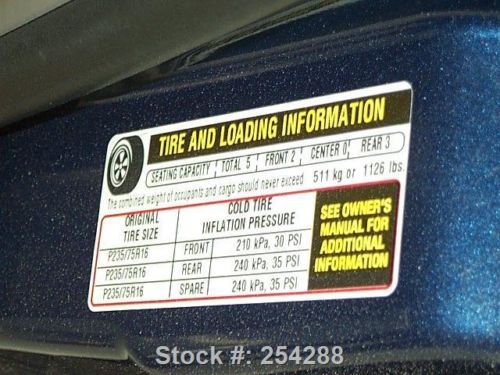 TIRE AND LOADING INFORMATION
SEATING CAPACITY TOTAL 5 FRONT 2 CENTER 0 REAR 3
The combined weight of occupants and cargo should never exceed 511 kg or 1126 lbs.
ORIGINAL TIRE SIZE COLD TIRE INFLATION PRESSURE
P235/75R16 FRONT 210 kPa, 30 PSI
P235/75R16 REAR 240 kPa, 35 PSI
P235/75R16 SPARE 240 kPa, 35 PSI
SEE OWNER'S
MANUAL FOR
ADDITIONAL
INFORMATION
Stock #: 254288